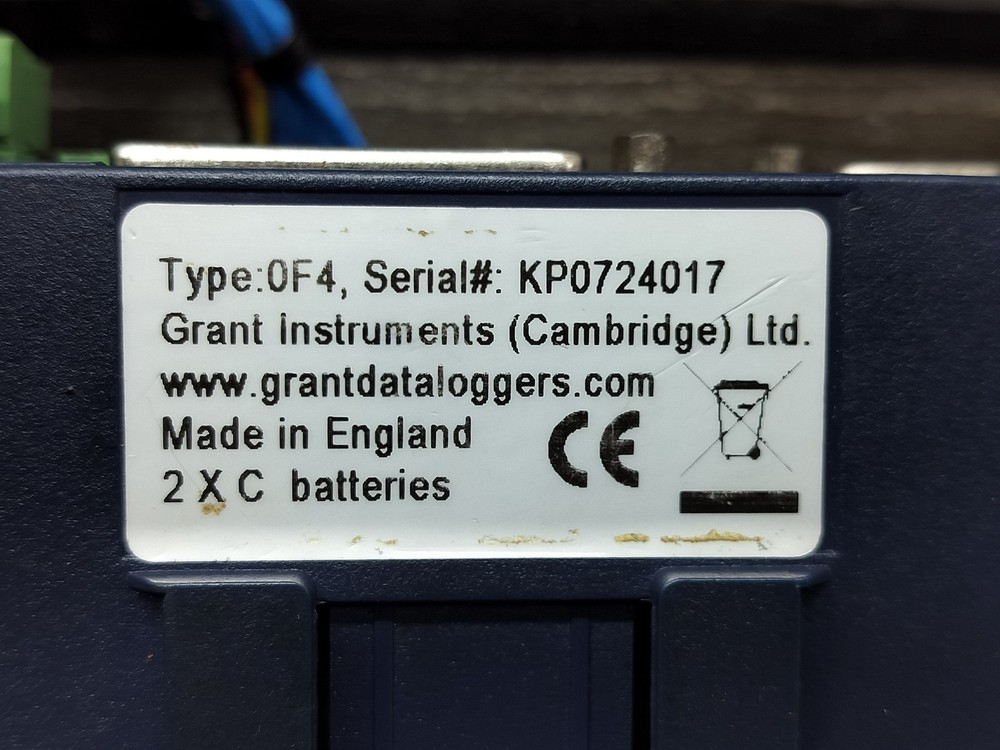 Type:0F4, Serial#: KP0724017
Grant Instruments (Cambridge) Ltd.
www.grantdataloggers.com
Made in England
CE
2 X C batteries